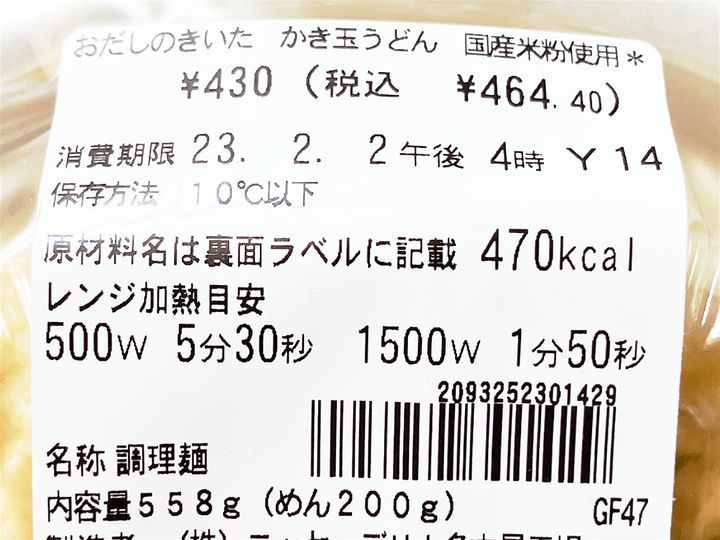 おだしのきいた かき玉うどん 国産米粉使用*
¥430 (税込 ¥464.40)
消費期限 23. 2. 2 午後 4時 Y 14
保存方法 10℃以下
原材料名は裏面ラベルに記載 470kcal
レンジ加熱目安
500W 5分30秒 1500W 1分50秒
2093252301429
名称 調理麺
内容量558g (めん200g)
GF47